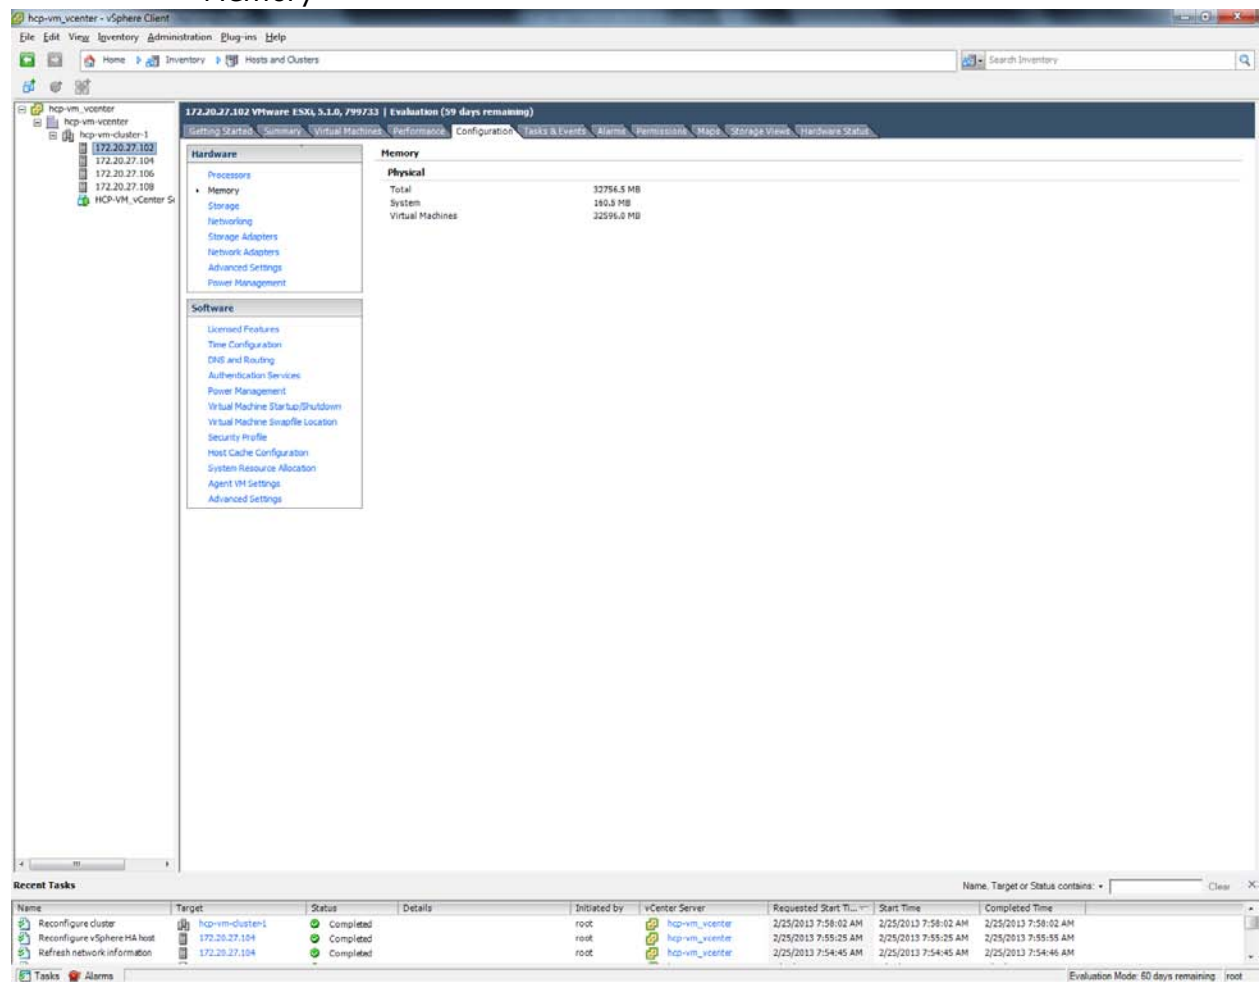 Memory
hcp-vm_vcenter - vSphere Client
File Edit View Inventory Administration Plug-ins Help
Home Inventory Hosts and Clusters
Search Inventory
hcp-vm_vcenter
hcp-vm-vcenter
hcp-vm-cluster-1
172.20.27.102
172.20.27.104
172.20.27.106
172.20.27.108
HCP-VM_vCenter Se
172.20.27.102 VMware ESXi, 5.1.0, 799733 | Evaluation (59 days remaining)
Getting Started Summary Virtual Machines Performance Configuration Tasks & Events Alarms Permissions Maps Storage Views Hardware Status
Hardware
Processors
Memory
Storage
Networking
Storage Adapters
Network Adapters
Advanced Settings
Power Management
Software
Licensed Features
Time Configuration
DNS and Routing
Authentication Services
Power Management
Virtual Machine Startup/Shutdown
Virtual Machine Swapfile Location
Security Profile
Host Cache Configuration
System Resource Allocation
Agent VM Settings
Advanced Settings
Memory
Physical
Total 32756.5 MB
System 160.5 MB
Virtual Machines 32596.0 MB
Recent Tasks
Name, Target or Status contains: Clear
Name Target Status Details Initiated by vCenter Server Requested Start Ti... Start Time Completed Time
Reconfigure cluster hcp-vm-cluster-1 Completed root hcp-vm_vcenter 2/25/2013 7:58:02 AM 2/25/2013 7:58:02 AM 2/25/2013 7:58:02 AM
Reconfigure vSphere HA host 172.20.27.104 Completed root hcp-vm_vcenter 2/25/2013 7:55:25 AM 2/25/2013 7:55:25 AM 2/25/2013 7:55:55 AM
Refresh network information 172.20.27.104 Completed root hcp-vm_vcenter 2/25/2013 7:54:45 AM 2/25/2013 7:54:45 AM 2/25/2013 7:54:46 AM
Tasks Alarms
Evaluation Mode: 60 days remaining root